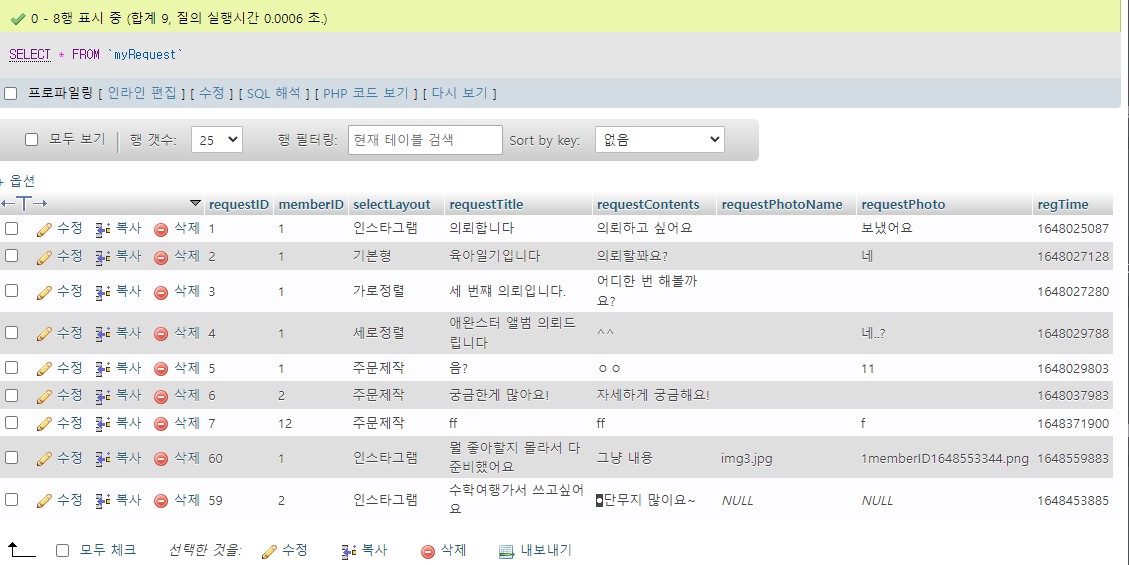 0 - 8행 표시 중 (합계 9, 질의 실행시간 0.0006 초.)
SELECT * FROM `myRequest`
프로파일링 [ 인라인 편집 ] [ 수정 ] [ SQL 해석 ] [ PHP 코드 보기 ] [ 다시 보기 ]
모두 보기 행 갯수: 25 행 필터링: 현재 테이블 검색 Sort by key: 없음
+ 옵션
←T→ requestID memberID selectLayout requestTitle requestContents requestPhotoName requestPhoto regTime
수정 복사 삭제 1 1 인스타그램 의뢰합니다 의뢰하고 싶어요 보냈어요 1648025087
수정 복사 삭제 2 1 기본형 육아일기입니다 의뢰할꽈요? 네 1648027128
수정 복사 삭제 3 1 가로정렬 세 번째 의뢰입니다. 어디한 번 해볼까
요? 1648027280
수정 복사 삭제 4 1 세로정렬 애완스터 앨범 의뢰드
립니다 ^^ 네..? 1648029788
수정 복사 삭제 5 1 주문제작 음? ㅇㅇ 11 1648029803
수정 복사 삭제 6 2 주문제작 궁금한게 많아요! 자세하게 궁금해요! 1648037983
수정 복사 삭제 7 12 주문제작 ff ff f 1648371900
수정 복사 삭제 60 1 인스타그램 뭘 좋아할지 몰라서 다
준비했어요 그냥 내용 img3.jpg 1memberID1648553344.png 1648559883
수정 복사 삭제 59 2 인스타그램 수학여행가서 쓰고싶어
요 ◘단무지 많이요~ NULL NULL 1648453885
모두 체크 선택한 것을: 수정 복사 삭제 내보내기